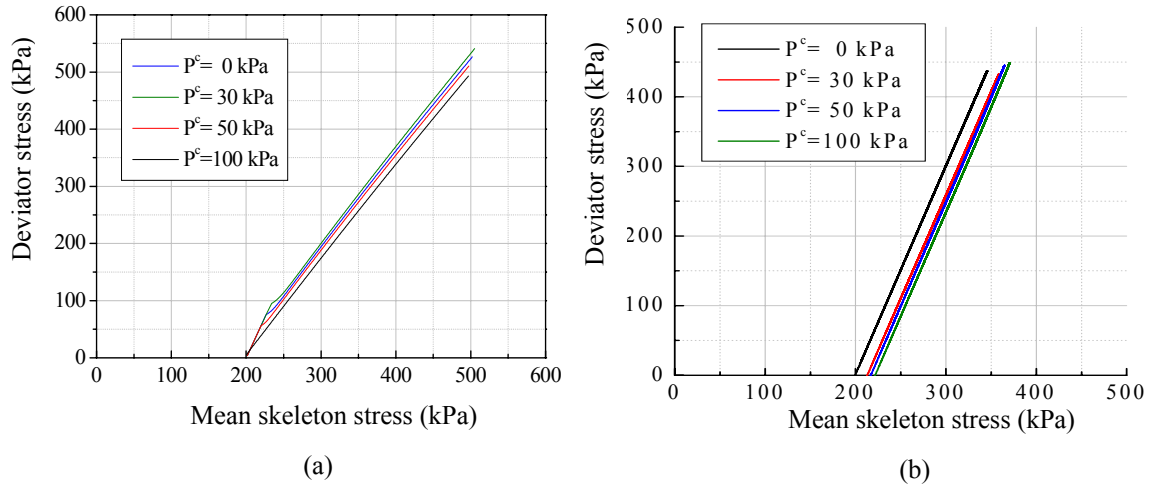 600
500
400
300
200
100
0
Deviator stress (kPa)
P^c= 0 kPa
P^c= 30 kPa
P^c= 50 kPa
P^c=100 kPa
0 100 200 300 400 500 600
Mean skeleton stress (kPa)
(a)
500
400
300
200
100
0
Deviator stress (kPa)
P^c= 0 kPa
P^c= 30 kPa
P^c= 50 kPa
P^c=100 kPa
0 100 200 300 400 500
Mean skeleton stress (kPa)
(b)